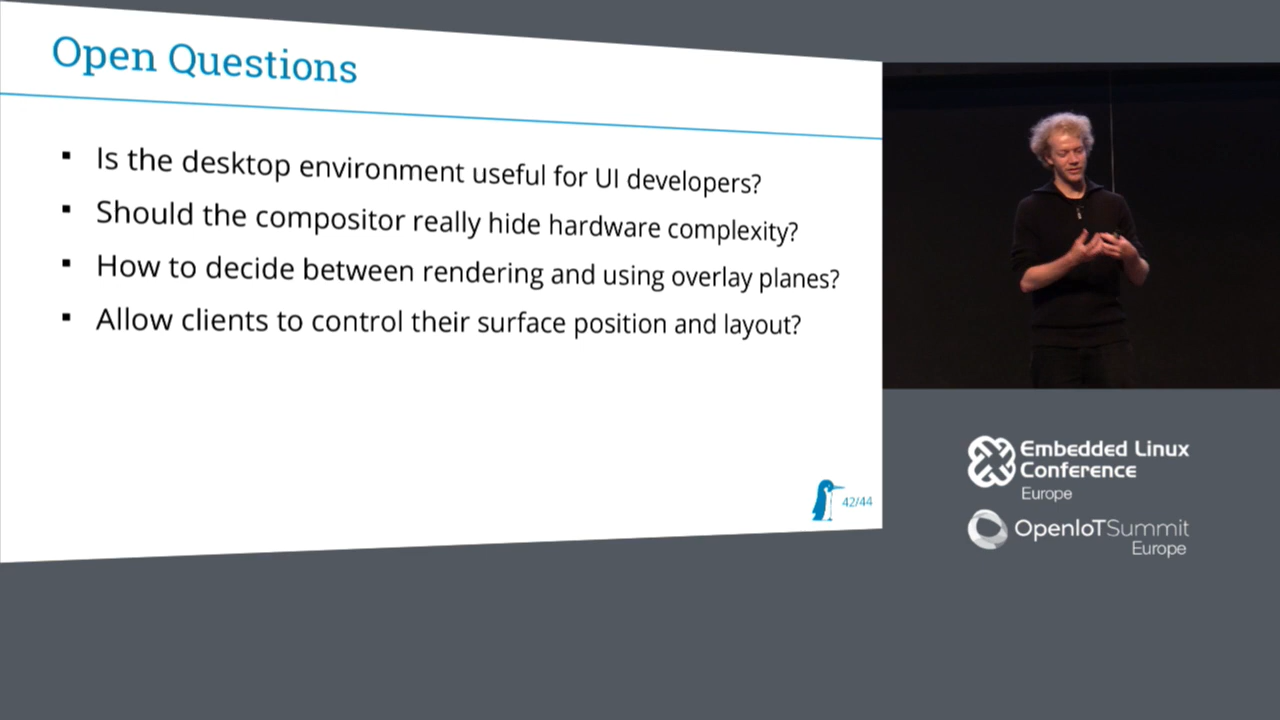 Open Questions
Is the desktop environment useful for UI developers?
Should the compositor really hide hardware complexity?
How to decide between rendering and using overlay planes?
Allow clients to control their surface position and layout?
42/44
Embedded Linux
Conference
Europe
OpenIoTSummit
Europe